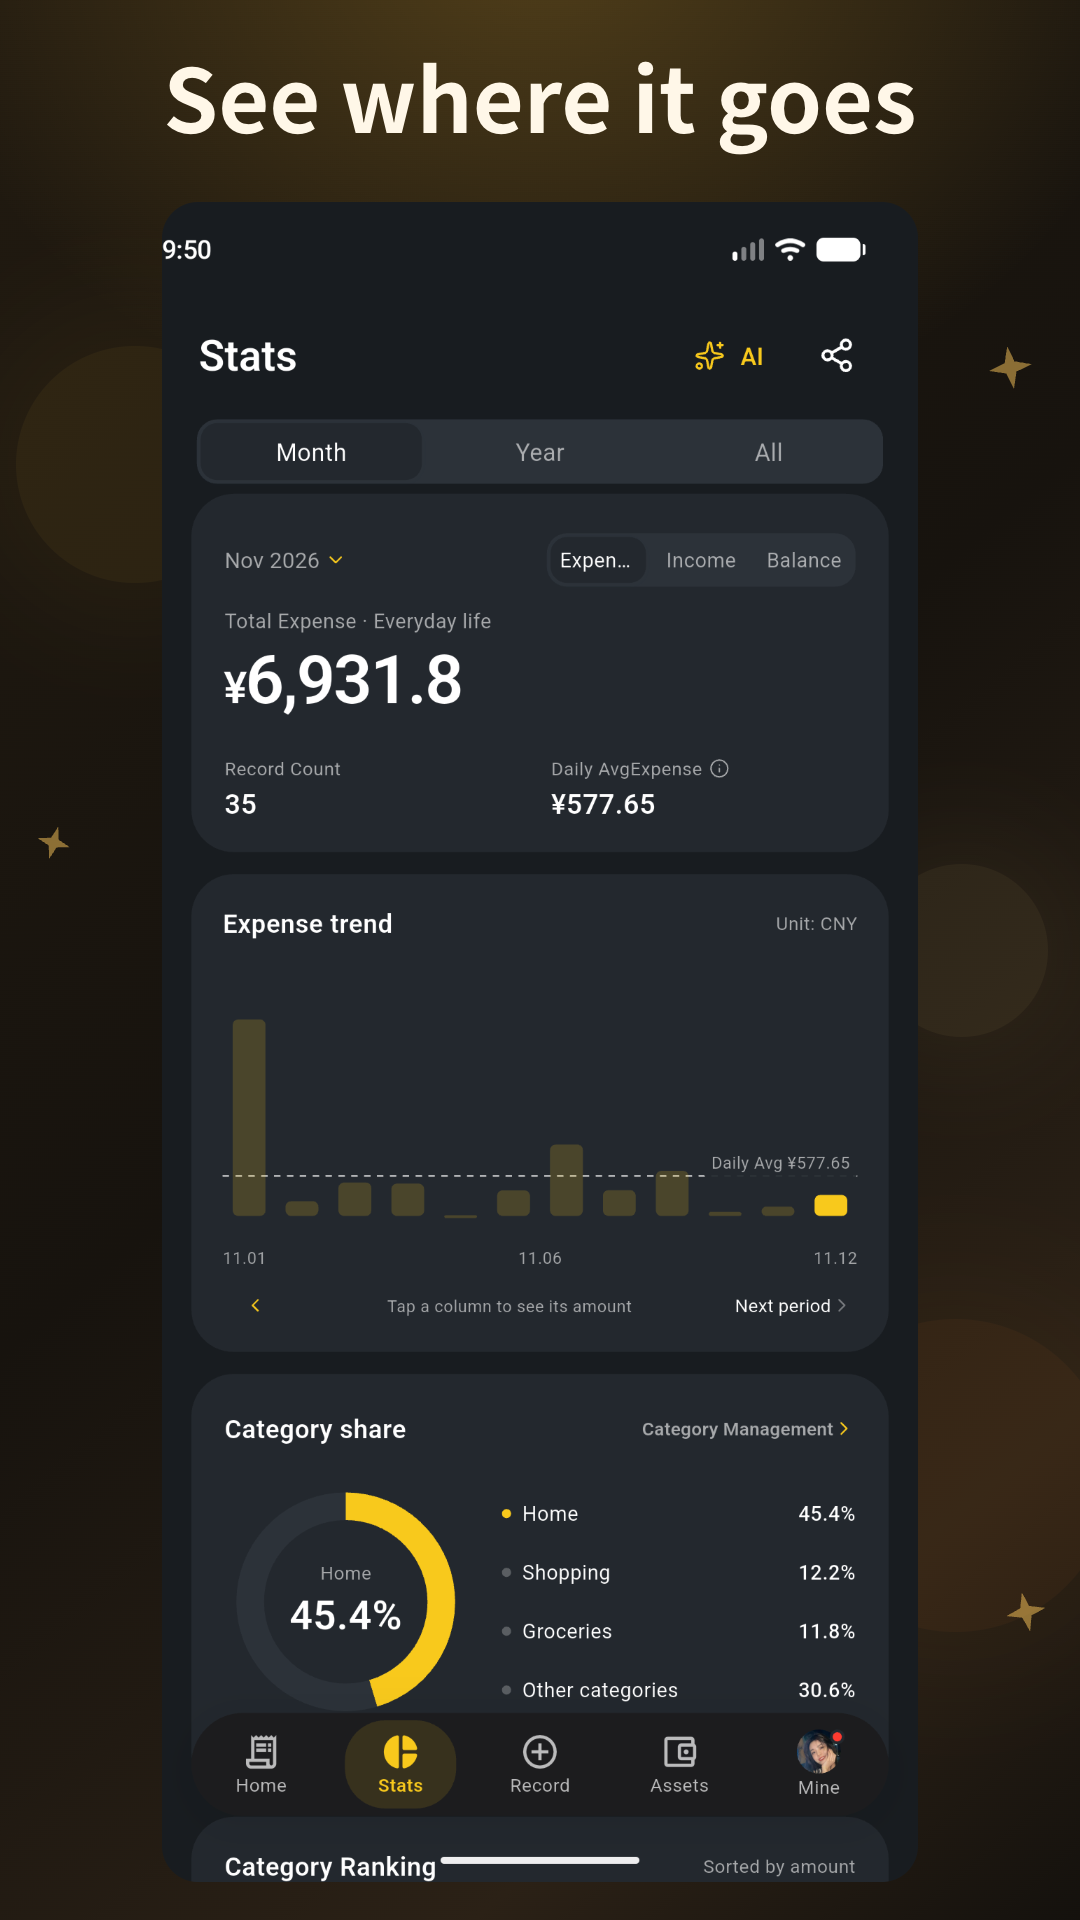 See where it goes
9:50
Stats
AI
Month Year All
Nov 2026
Expen... Income Balance
Total Expense · Everyday life
¥6,931.8
Record Count
35
Daily AvgExpense
¥577.65
Expense trend
Unit: CNY
Daily Avg ¥577.65
11.01 11.06 11.12
Tap a column to see its amount
Next period
Category share
Category Management
Home
45.4%
Home 45.4%
Shopping 12.2%
Groceries 11.8%
Other categories 30.6%
Home Stats Record Assets Mine
Category Ranking
Sorted by amount